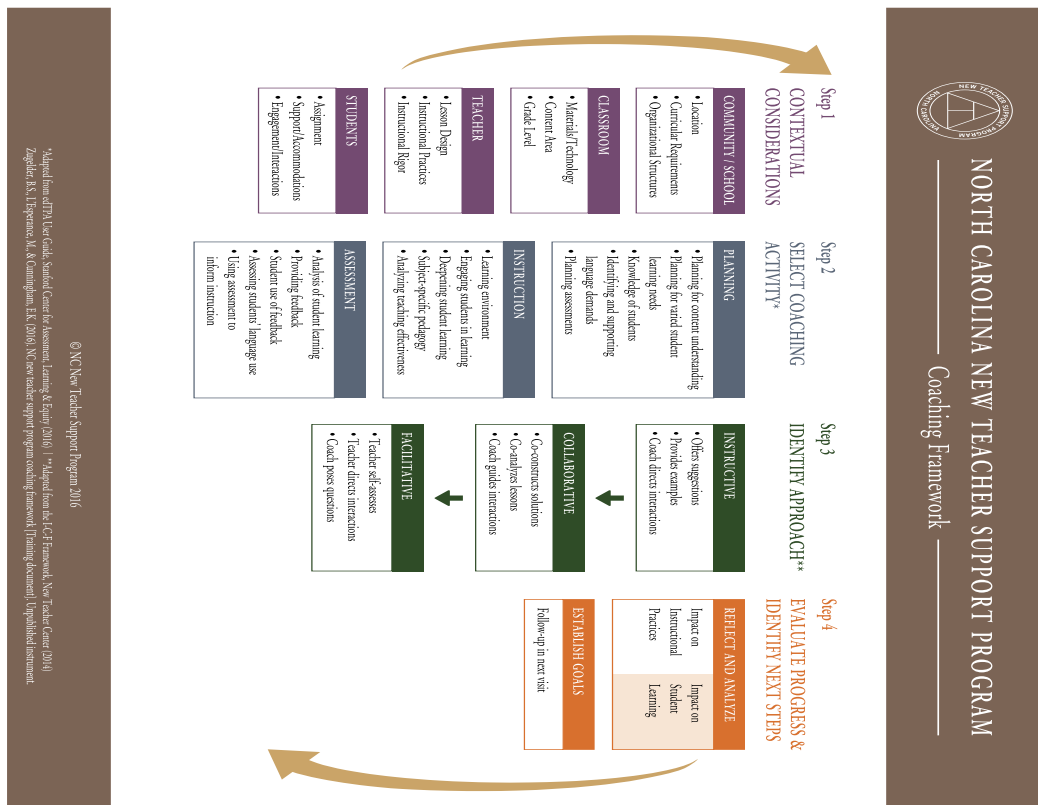 NEW TEACHER SUPPORT PROGRAM
NORTH CAROLINA
NORTH CAROLINA NEW TEACHER SUPPORT PROGRAM
Coaching Framework
Step 1
CONTEXTUAL
CONSIDERATIONS
COMMUNITY / SCHOOL
• Location
• Curricular Requirements
• Organizational Structures
CLASSROOM
• Materials/Technology
• Content Area
• Grade Level
TEACHER
• Lesson Design
• Instructional Practices
• Instructional Rigor
STUDENTS
• Assignment
• Support/Accommodations
• Engagement/Interactions
Step 2
SELECT COACHING
ACTIVITY*
PLANNING
• Planning for content understanding
• Planning for varied student
learning needs
• Knowledge of students
• Identifying and supporting
language demands
• Planning assessments
INSTRUCTION
• Learning environment
• Engaging students in learning
• Deepening student learning
• Subject-specific pedagogy
• Analyzing teaching effectiveness
ASSESSMENT
• Analysis of student learning
• Providing feedback
• Student use of feedback
• Assessing students' language use
• Using assessment to
inform instruction
Step 3
IDENTIFY APPROACH**
INSTRUCTIVE
• Offers suggestions
• Provides examples
• Coach directs interactions
COLLABORATIVE
• Co-constructs solutions
• Co-analyzes lessons
• Coach guides interactions
FACILITATIVE
• Teacher self-assesses
• Teacher directs interactions
• Coach poses questions
Step 4
EVALUATE PROGRESS &
IDENTIFY NEXT STEPS
REFLECT AND ANALYZE
Impact on
Instructional
Practices
Impact on
Student
Learning
ESTABLISH GOALS
Follow-up in next visit
© NC New Teacher Support Program 2016
*Adapted from edTPA User Guide, Stanford Center for Assessment, Learning & Equity (2016) | **Adapted from the I-C-F Framework, New Teacher Center (2014)
Zugelder, B.S., L'Esperance, M., & Cunningham, E.K. (2016). NC new teacher support program coaching framework [Training document]. Unpublished instrument.